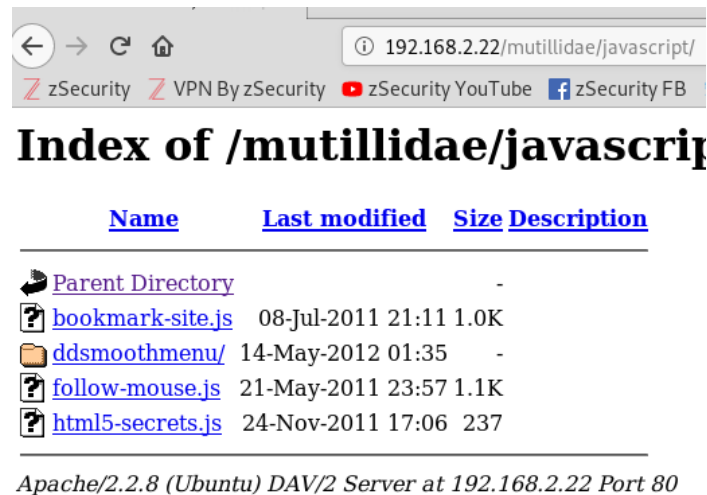 192.168.2.22/mutillidae/javascript/
zSecurity VPN By zSecurity zSecurity YouTube zSecurity FB
Index of /mutillidae/javascrip
Name Last modified Size Description
Parent Directory -
bookmark-site.js 08-Jul-2011 21:11 1.0K
ddsmoothmenu/ 14-May-2012 01:35 -
follow-mouse.js 21-May-2011 23:57 1.1K
html5-secrets.js 24-Nov-2011 17:06 237
Apache/2.2.8 (Ubuntu) DAV/2 Server at 192.168.2.22 Port 80